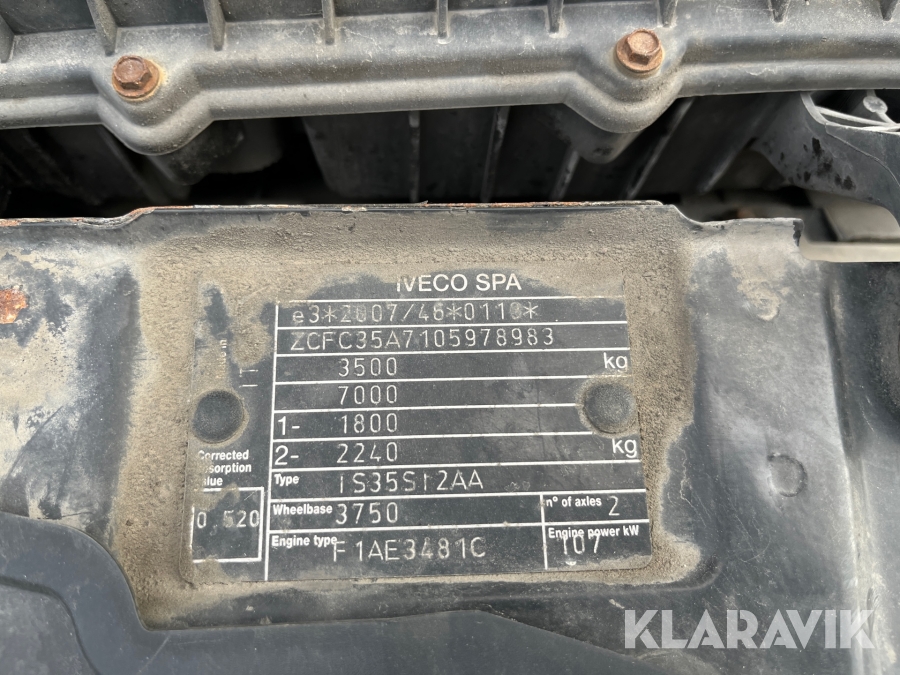 IVECO SPA
e3*2007/46*0110*
ZCFC35A7105978983
3500 kg
7000
1- 1800
2- 2240 kg
Type IS35SI2AA
Corrected absorption value
0.520
Wheelbase 3750 n° of axles 2
Engine type F1AE3481C Engine power kW 107
KLARAVIK